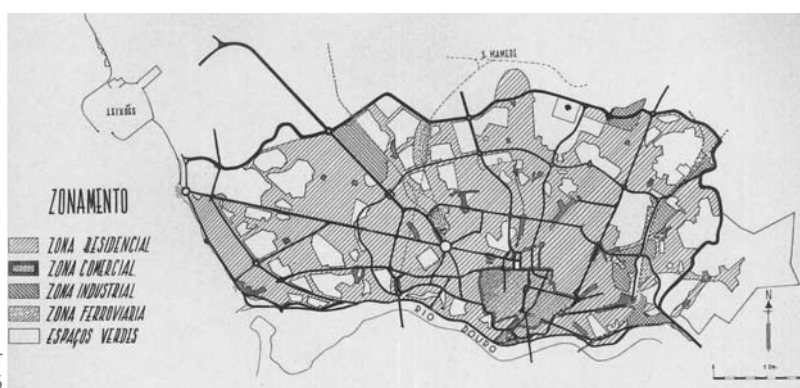 S. MAMEDE
LEIXÕES
ZONAMENTO
ZONA RESIDENCIAL
ZONA COMERCIAL
ZONA INDUSTRIAL
ZONA FERROVIARIA
ESPAÇOS VERDES
RIO DOURO
N